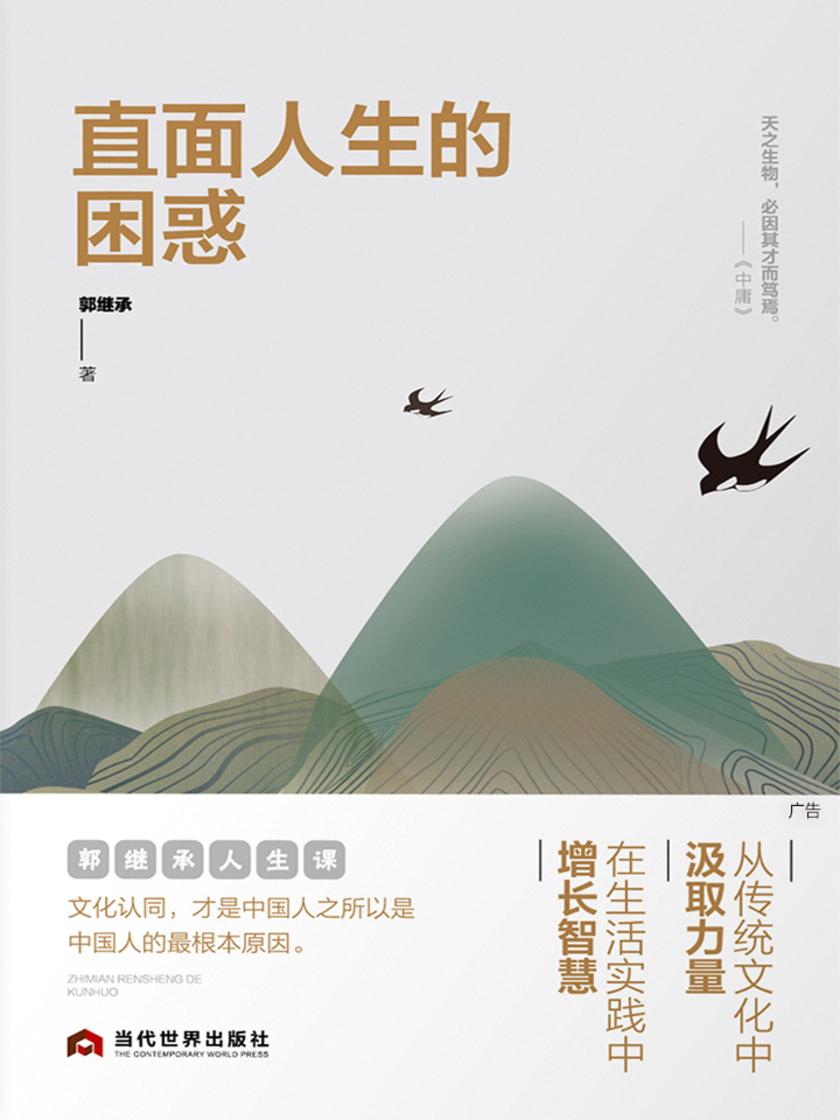 直面人生的
困惑
郭继承
著
天之生物，必因其才而笃焉。
——《中庸》
广告
郭继承人生课
文化认同，才是中国人之所以是
中国人的最根本原因。
ZHIMIAN RENSHENG DE
KUNHUO
当代世界出版社
THE CONTEMPORARY WORLD PRESS
从传统文化中
汲取力量
在生活实践中
增长智慧